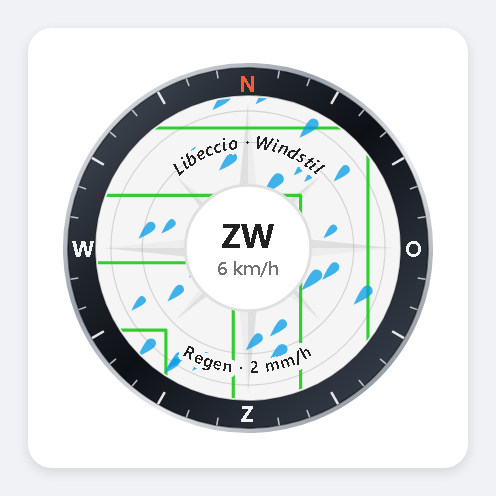 N
Libeccio · Windstil
W
ZW
O
6 km/h
Regen · 2 mm/h
Z